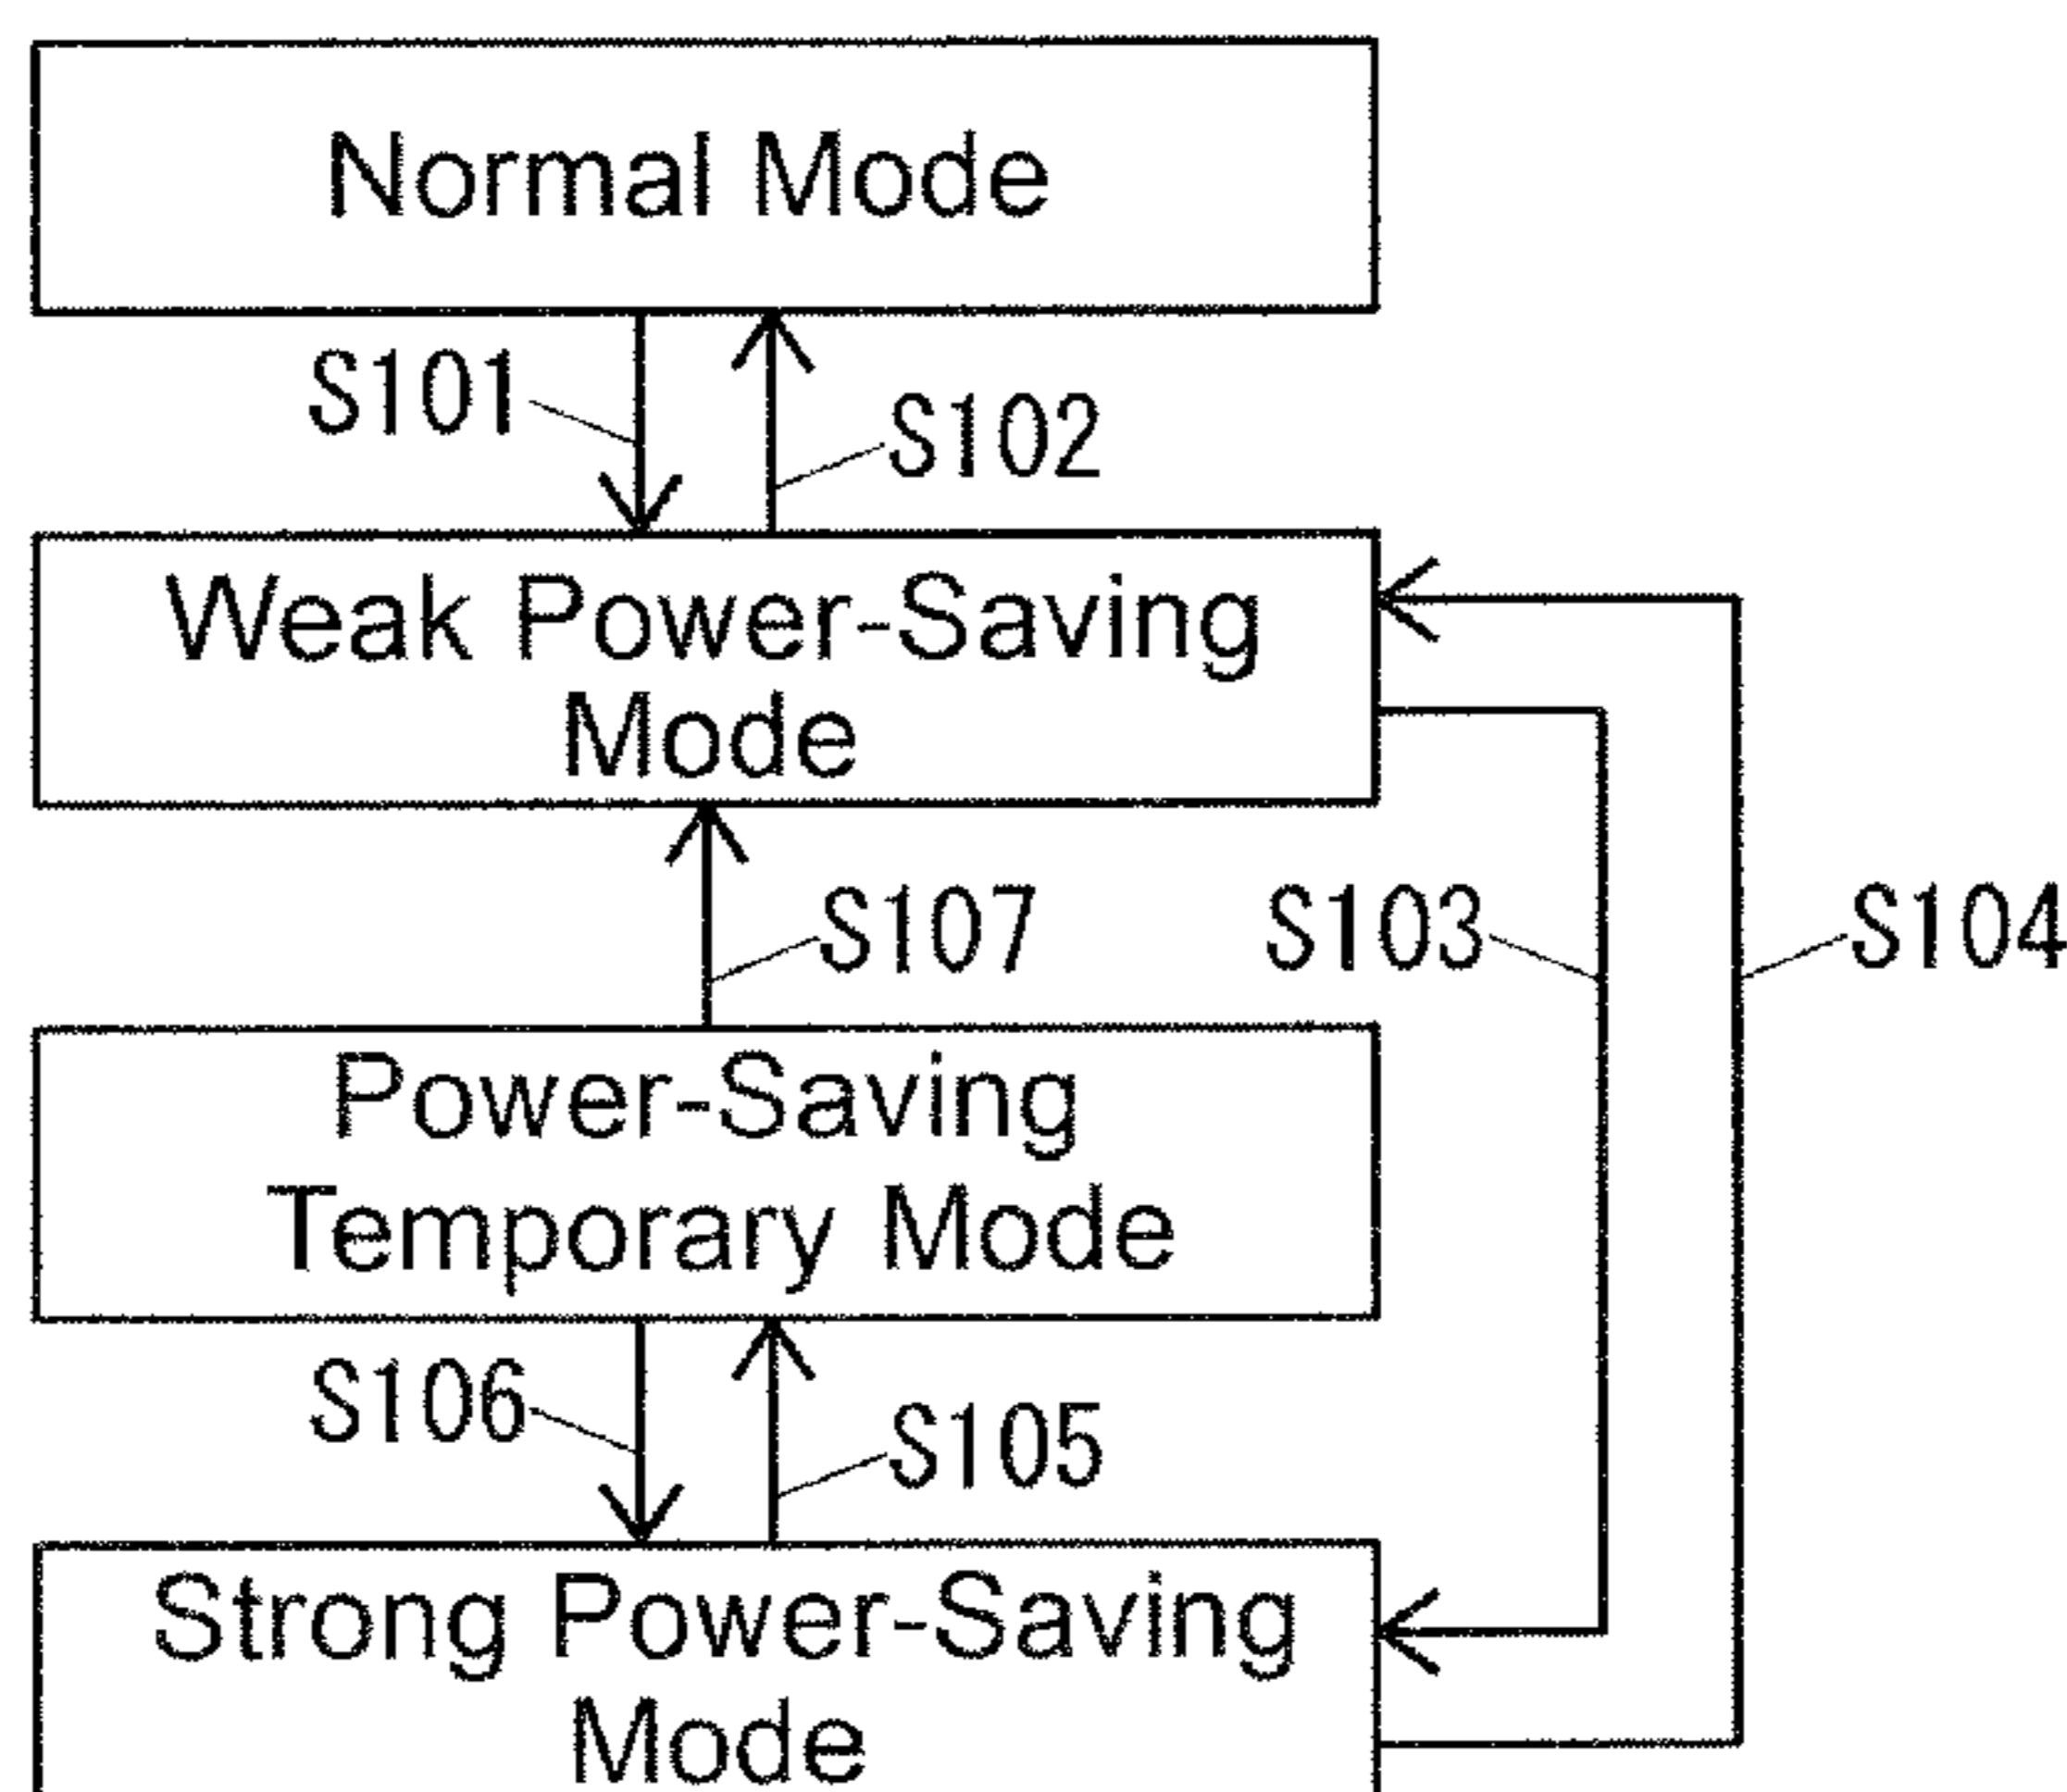 Normal Mode
S101
S102
Weak Power-Saving
Mode
S107
S103
S104
Power-Saving
Temporary Mode
S106
S105
Strong Power-Saving
Mode